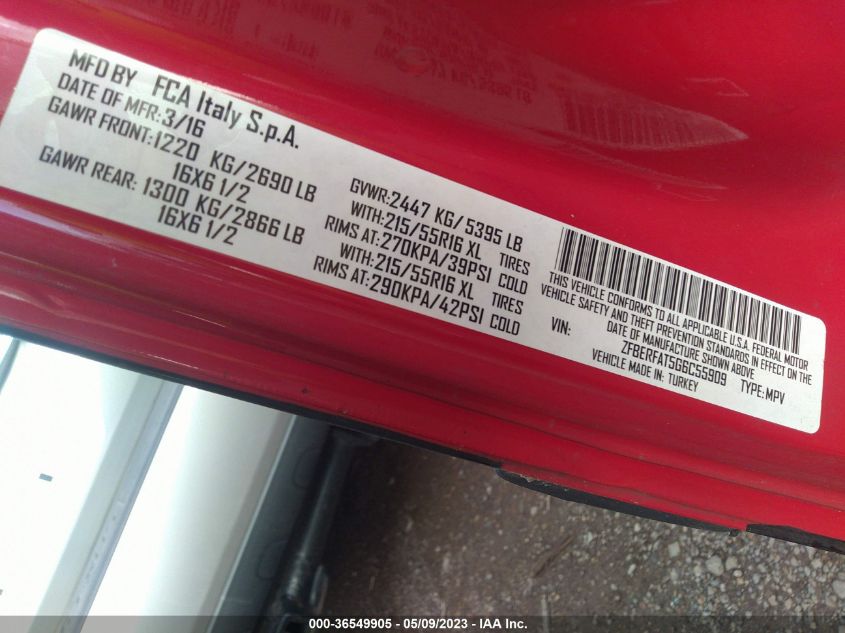 MFD BY FCA Italy S.p.A.
DATE OF MFR:3/16
GAWR FRONT:1220 KG/2690 LB
16X6 1/2
GAWR REAR: 1300 KG/2866 LB
16X6 1/2
GVWR:2447 KG/ 5395 LB
WITH:215/55R16 XL TIRES
RIMS AT:270KPA/39PSI COLD
WITH:215/55R16 XL TIRES
RIMS AT:290KPA/42PSI COLD
THIS VEHICLE CONFORMS TO ALL APPLICABLE U.S.A. FEDERAL MOTOR
VEHICLE SAFETY AND THEFT PREVENTION STANDARDS IN EFFECT ON THE
DATE OF MANUFACTURE SHOWN ABOVE
VIN: ZFBERFAT5G6C55909 TYPE:MPV
VEHICLE MADE IN: TURKEY
000-36549905 - 05/09/2023 - IAA Inc.